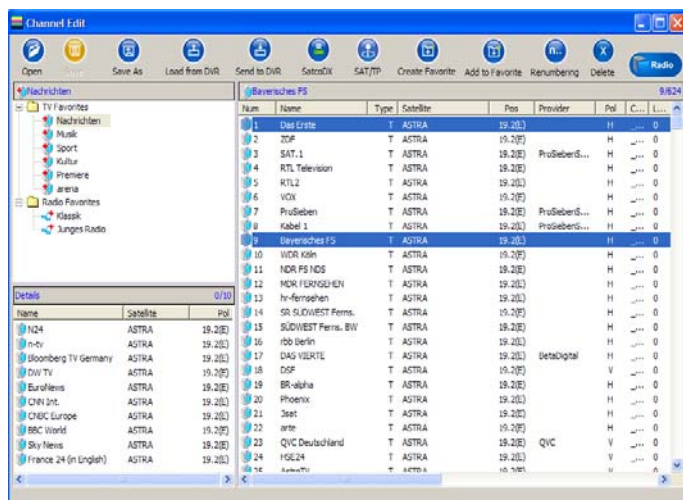 Channel Edit
Open Save As Load from DVR Send to DVR SatcoDX SAT/TP Create Favorite Add to Favorite Renumbering Delete Radio
Nachrichten
TV Favorites
Nachrichten
Musik
Sport
Kultur
Premiere
arena
Radio Favorites
Klassik
Junges Radio
Details 0/10
Name Satellite Pol
N24 ASTRA 19.2(E)
n-tv ASTRA 19.2(E)
Bloomberg TV Germany ASTRA 19.2(E)
DW TV ASTRA 19.2(E)
EuroNews ASTRA 19.2(E)
CNN Int. ASTRA 19.2(E)
CNBC Europe ASTRA 19.2(E)
BBC World ASTRA 19.2(E)
Sky News ASTRA 19.2(E)
France 24 (in English) ASTRA 19.2(E)
Bayerisches FS 9/624
Num Name Type Satellite Pos Provider Pol C... L...
1 Das Erste T ASTRA 19.2(E) H _... 0
2 ZDF T ASTRA 19.2(E) H _... 0
3 SAT.1 T ASTRA 19.2(E) ProSiebenS... H _... 0
4 RTL Television T ASTRA 19.2(E) H _... 0
5 RTL2 T ASTRA 19.2(E) H _... 0
6 VOX T ASTRA 19.2(E) H _... 0
7 ProSieben T ASTRA 19.2(E) ProSiebenS... H _... 0
8 Kabel 1 T ASTRA 19.2(E) ProSiebenS... H _... 0
9 Bayerisches FS T ASTRA 19.2(E) H _... 0
10 WDR Köln T ASTRA 19.2(E) H _... 0
11 NDR FS NDS T ASTRA 19.2(E) H _... 0
12 MDR FERNSEHEN T ASTRA 19.2(E) H _... 0
13 hr-fernsehen T ASTRA 19.2(E) H _... 0
14 SR SÜDWEST Ferns. T ASTRA 19.2(E) H _... 0
15 SÜDWEST Ferns. BW T ASTRA 19.2(E) H _... 0
16 rbb Berlin T ASTRA 19.2(E) H _... 0
17 DAS VIERTE T ASTRA 19.2(E) BetaDigital H _... 0
18 DSF T ASTRA 19.2(E) V _... 0
19 BR-alpha T ASTRA 19.2(E) H _... 0
20 Phoenix T ASTRA 19.2(E) H _... 0
21 3sat T ASTRA 19.2(E) H _... 0
22 arte T ASTRA 19.2(E) H _... 0
23 QVC Deutschland T ASTRA 19.2(E) QVC V _... 0
24 HSE24 T ASTRA 19.2(E) V _... 0
25 AstroTV T ASTRA 19.2(E) V _... 0